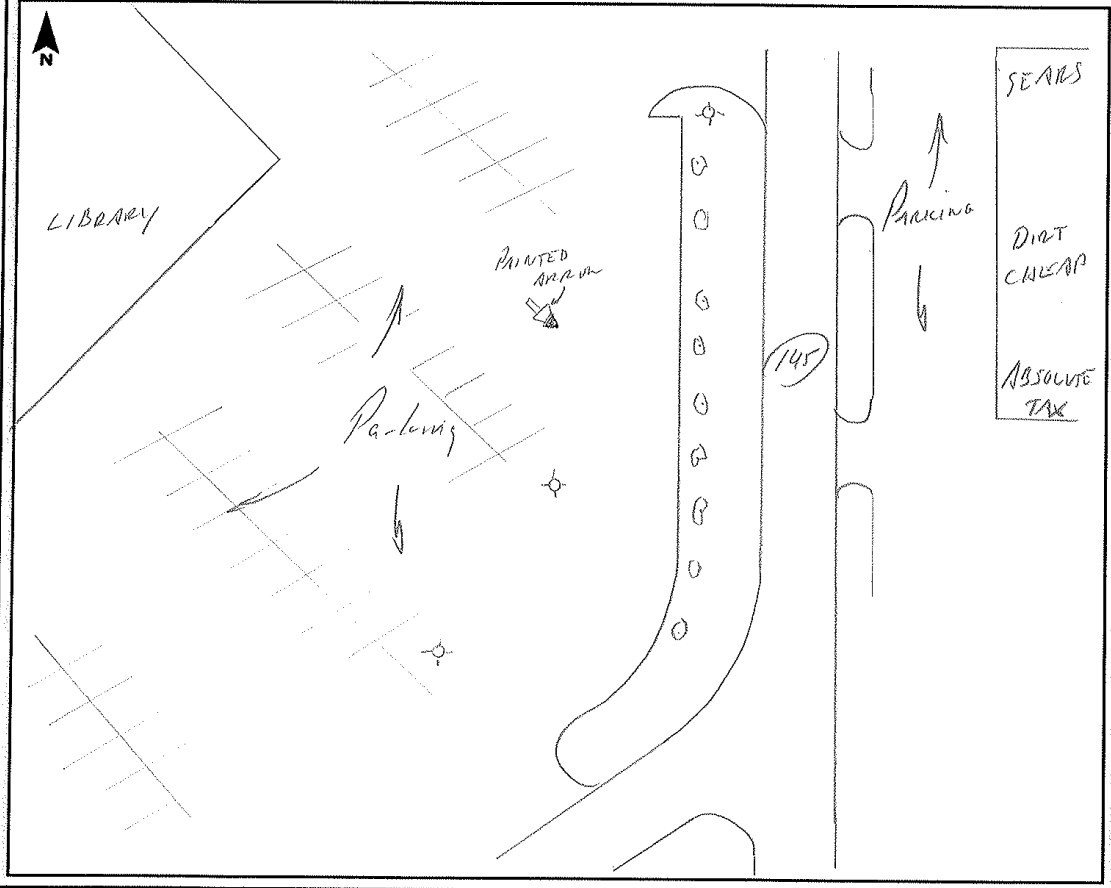 N
SEARS
LIBRARY
PARKING
DIRT
CHEAP
PAINTED
ARROW
145
ABSOLUTE
TAX
Parking